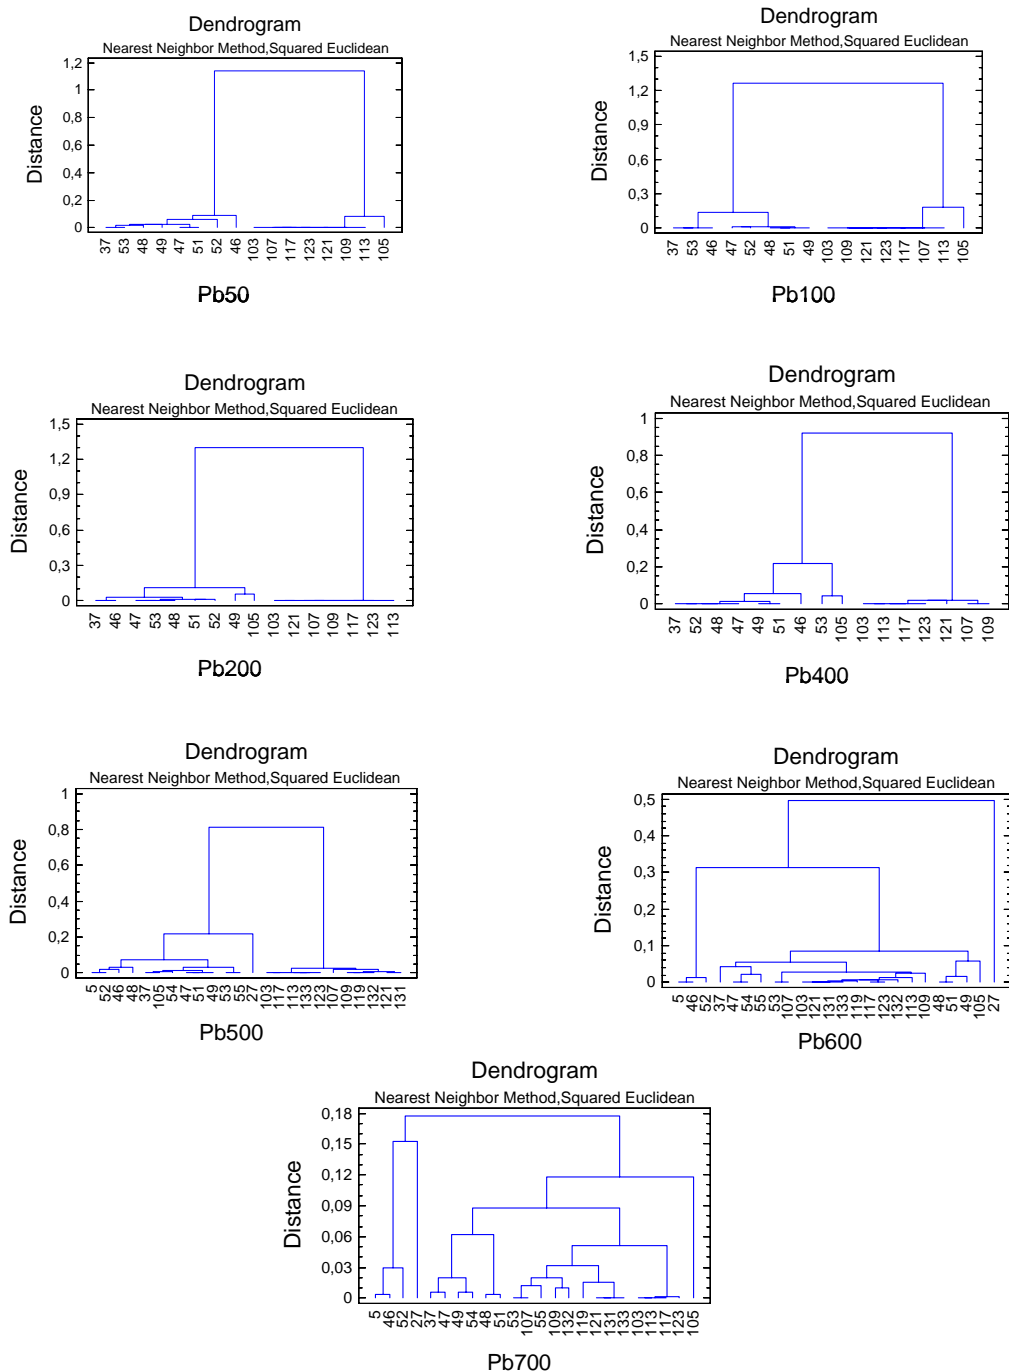 Dendrogram
Nearest Neighbor Method,Squared Euclidean
Distance
1,2
1
0,8
0,6
0,4
0,2
0
37 53 48 49 47 51 52 46 103 107 117 123 121 109 113 105
Pb50
Dendrogram
Nearest Neighbor Method,Squared Euclidean
Distance
1,5
1,2
0,9
0,6
0,3
0
37 53 46 47 52 48 51 49 103 109 121 123 117 107 113 105
Pb100
Dendrogram
Nearest Neighbor Method,Squared Euclidean
Distance
1,5
1,2
0,9
0,6
0,3
0
37 46 47 53 48 51 52 49 105 103 121 107 109 117 123 113
Pb200
Dendrogram
Nearest Neighbor Method,Squared Euclidean
Distance
1
0,8
0,6
0,4
0,2
0
37 52 48 47 49 51 46 53 105 103 113 117 123 121 107 109
Pb400
Dendrogram
Nearest Neighbor Method,Squared Euclidean
Distance
1
0,8
0,6
0,4
0,2
0
5 52 46 48 37 105 54 47 51 49 53 55 27 103 117 113 133 123 107 109 119 132 121 131
Pb500
Dendrogram
Nearest Neighbor Method,Squared Euclidean
Distance
0,5
0,4
0,3
0,2
0,1
0
5 46 52 37 47 54 55 53 107 103 121 131 133 119 117 123 132 113 109 48 51 49 105 27
Pb600
Dendrogram
Nearest Neighbor Method,Squared Euclidean
Distance
0,18
0,15
0,12
0,09
0,06
0,03
0
5 46 52 27 37 47 49 54 48 51 53 107 55 109 132 119 121 131 133 103 113 117 123 105
Pb700